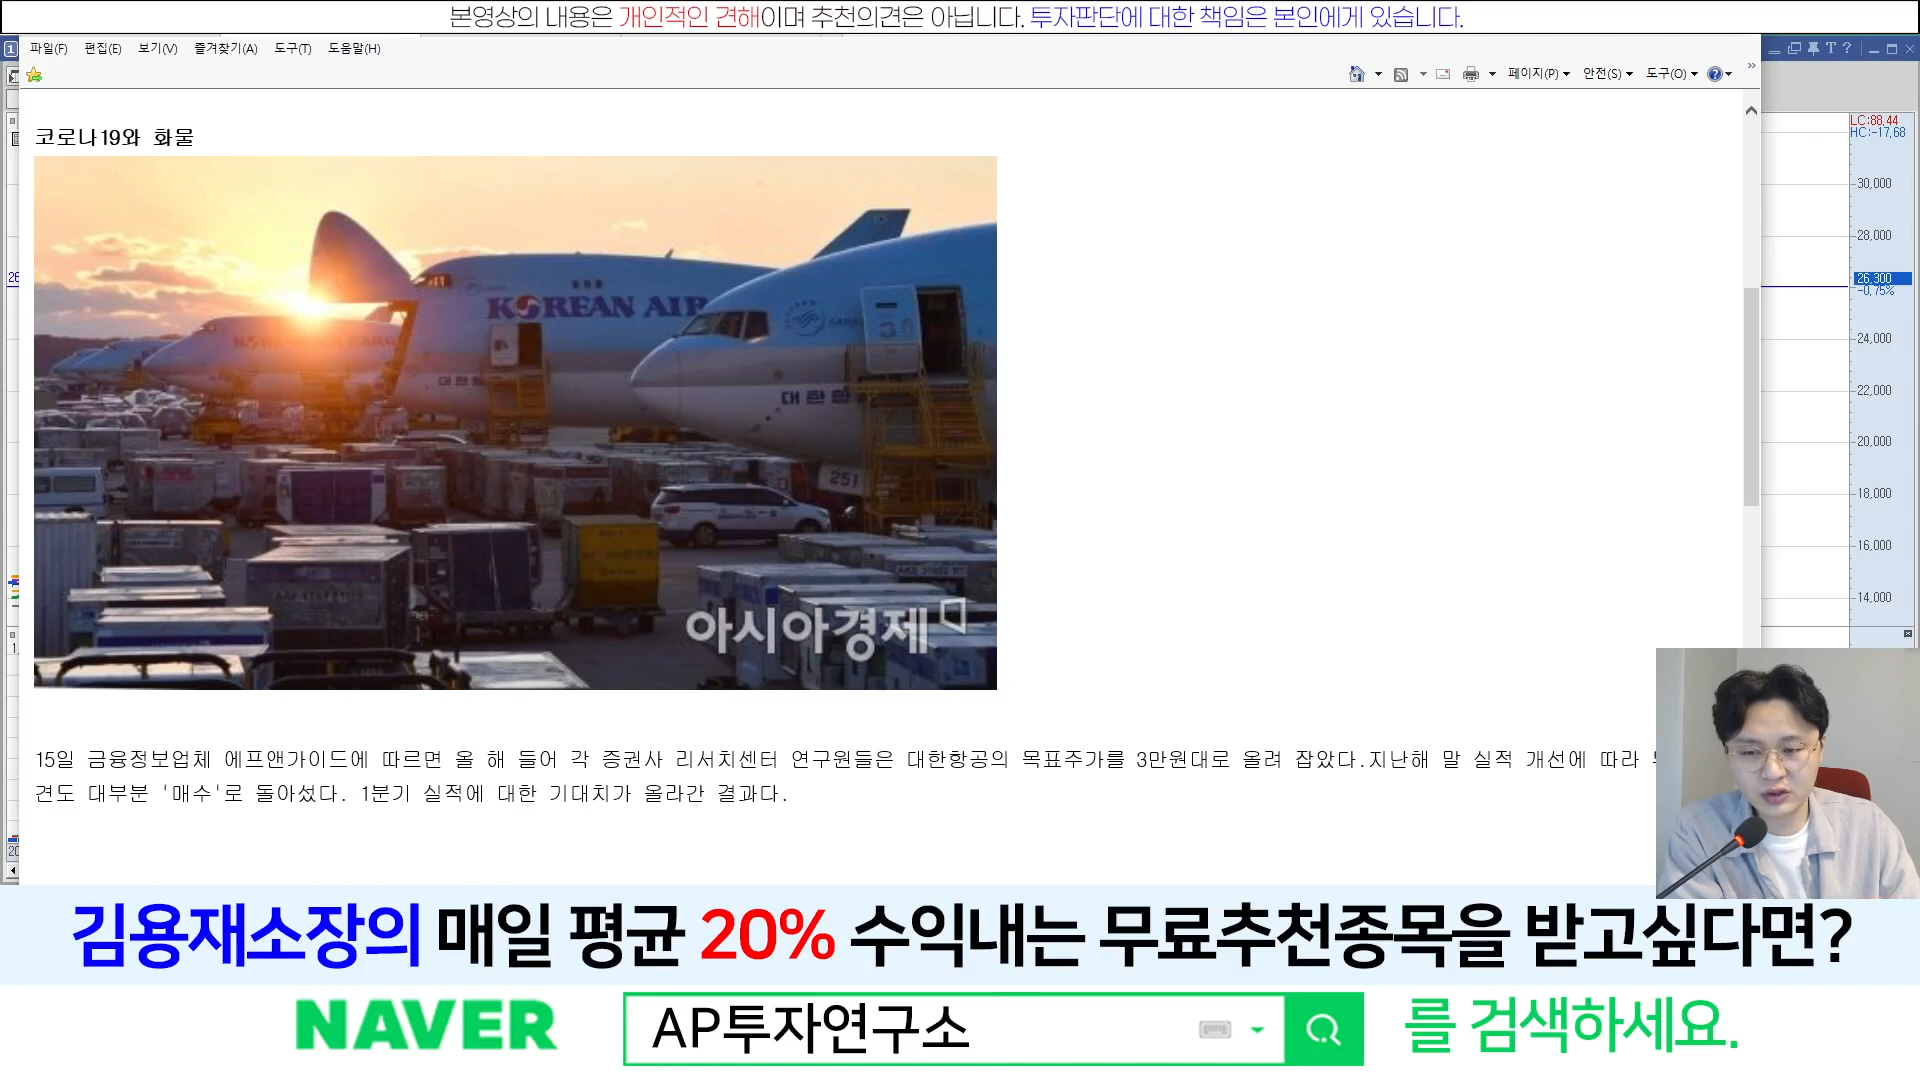 본영상의 내용은 개인적인 견해이며 추천의견은 아닙니다. 투자판단에 대한 책임은 본인에게 있습니다.
파일(F) 편집(E) 보기(V) 즐겨찾기(A) 도구(T) 도움말(H)
페이지(P) 안전(S) 도구(O)
LC:88,44
HC:-17,68
코로나19와 화물
30,000
28,000
26,300
-0,75%
24,000
22,000
20,000
18,000
16,000
14,000
KOREAN AIR
대한항
251
아시아경제
15일 금융정보업체 에프앤가이드에 따르면 올 해 들어 각 증권사 리서치센터 연구원들은 대한항공의 목표주가를 3만원대로 올려 잡았다.지난해 말 실적 개선에 따라
견도 대부분 '매수'로 돌아섰다. 1분기 실적에 대한 기대치가 올라간 결과다.
김용재소장의 매일 평균 20% 수익내는 무료추천종목을 받고싶다면?
NAVER AP투자연구소 를 검색하세요.